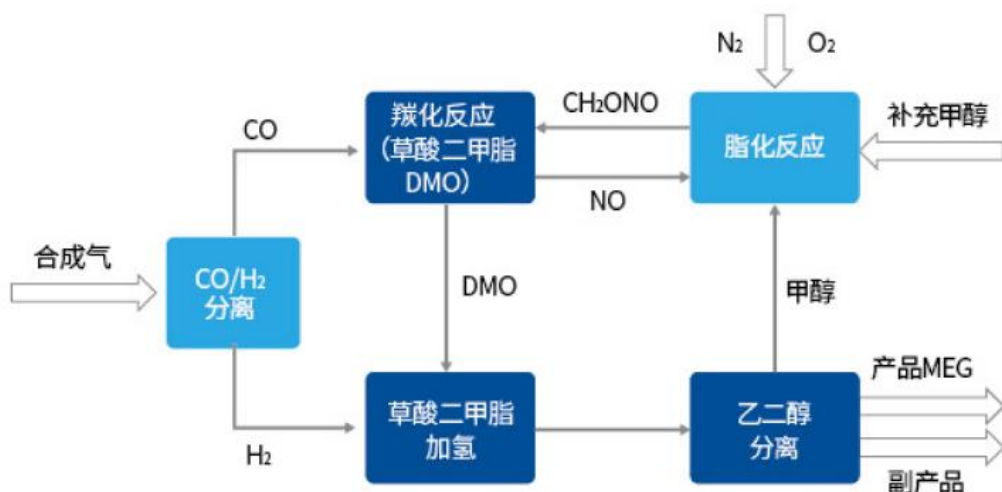 N₂
O₂
CO
羰化反应
（草酸二甲脂
DMO）
CH₂ONO
NO
脂化反应
补充甲醇
合成气
CO/H₂
分离
DMO
甲醇
H₂
草酸二甲脂
加氢
乙二醇
分离
产品MEG
副产品